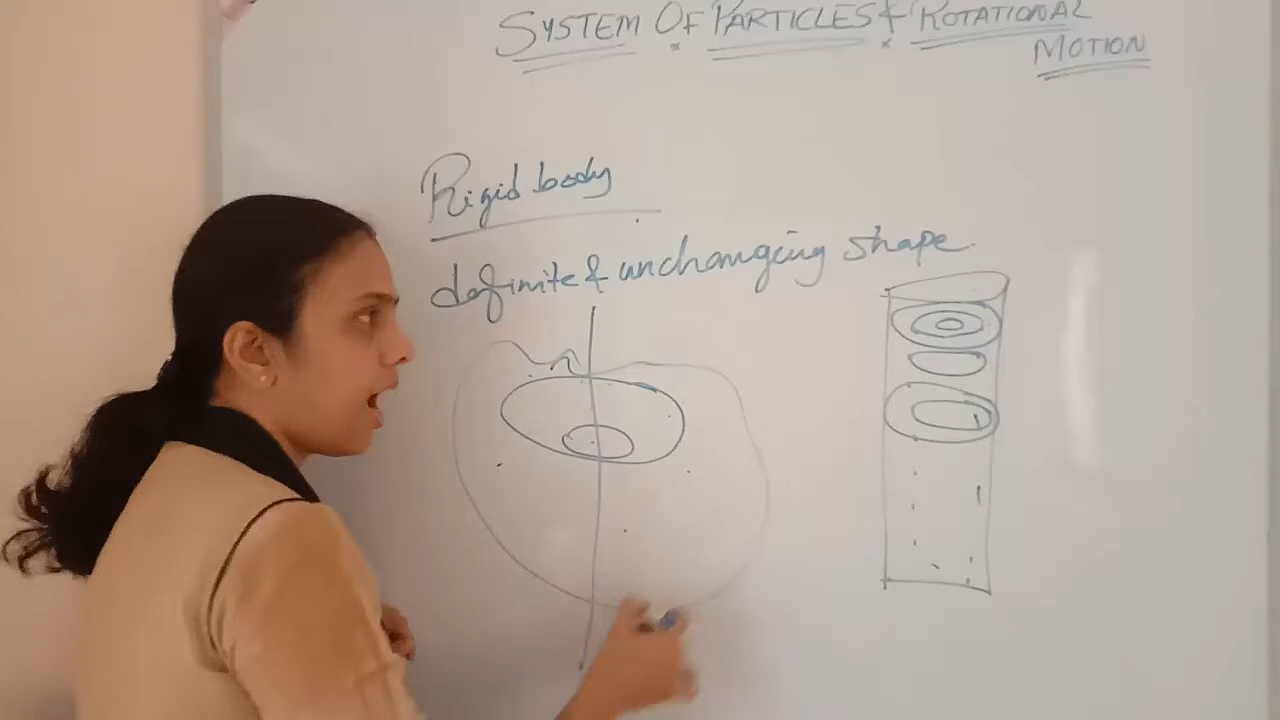 SYSTEM OF PARTICLES & ROTATIONAL
MOTION
Rigid body
definite & unchanging shape.